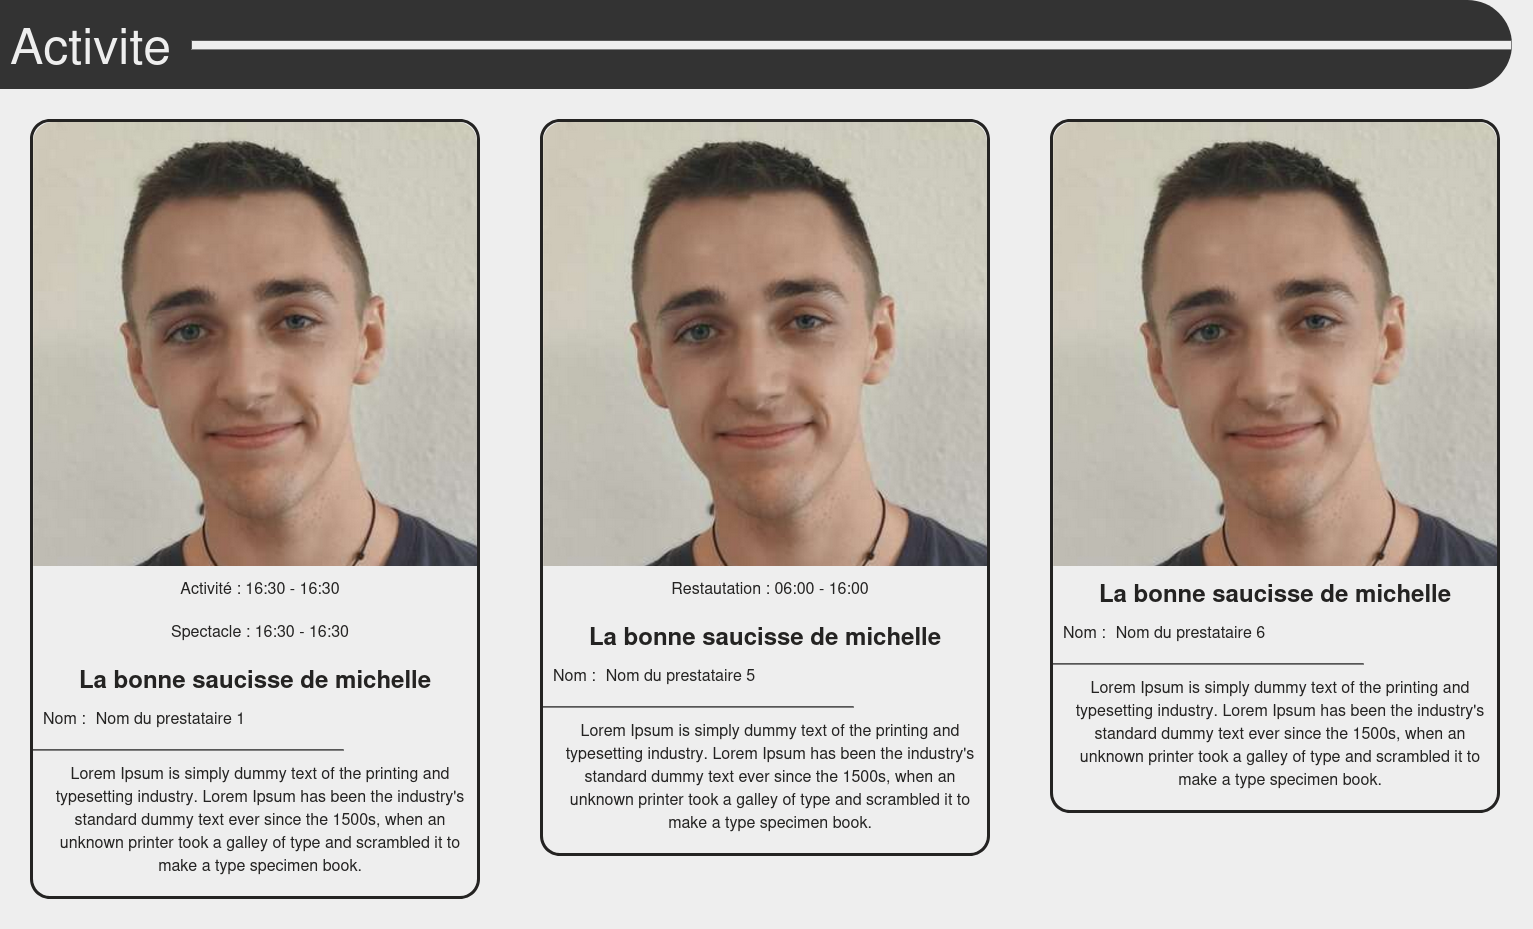 Activite
Activité : 16:30 - 16:30
Spectacle : 16:30 - 16:30
La bonne saucisse de michelle
Nom : Nom du prestataire 1
Lorem Ipsum is simply dummy text of the printing and
typesetting industry. Lorem Ipsum has been the industry's
standard dummy text ever since the 1500s, when an
unknown printer took a galley of type and scrambled it to
make a type specimen book.
Restautation : 06:00 - 16:00
La bonne saucisse de michelle
Nom : Nom du prestataire 5
Lorem Ipsum is simply dummy text of the printing and
typesetting industry. Lorem Ipsum has been the industry's
standard dummy text ever since the 1500s, when an
unknown printer took a galley of type and scrambled it to
make a type specimen book.
La bonne saucisse de michelle
Nom : Nom du prestataire 6
Lorem Ipsum is simply dummy text of the printing and
typesetting industry. Lorem Ipsum has been the industry's
standard dummy text ever since the 1500s, when an
unknown printer took a galley of type and scrambled it to
make a type specimen book.